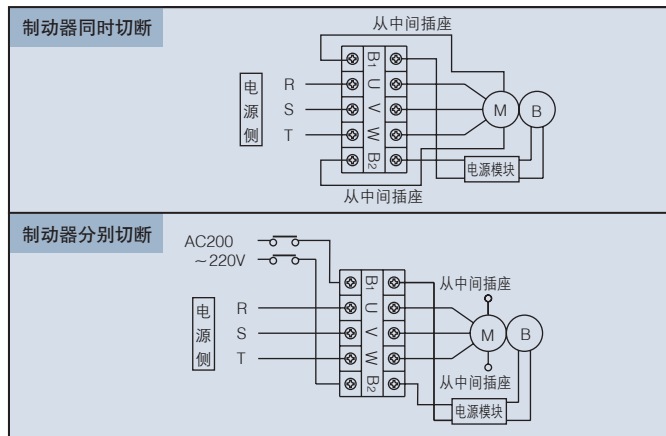 制动器同时切断
从中间插座
电源侧
R
S
T
B1
U
V
W
B2
M
B
电源模块
从中间插座
制动器分别切断
AC200
～220V
电源侧
R
S
T
B1
U
V
W
B2
从中间插座
M
B
从中间插座
电源模块